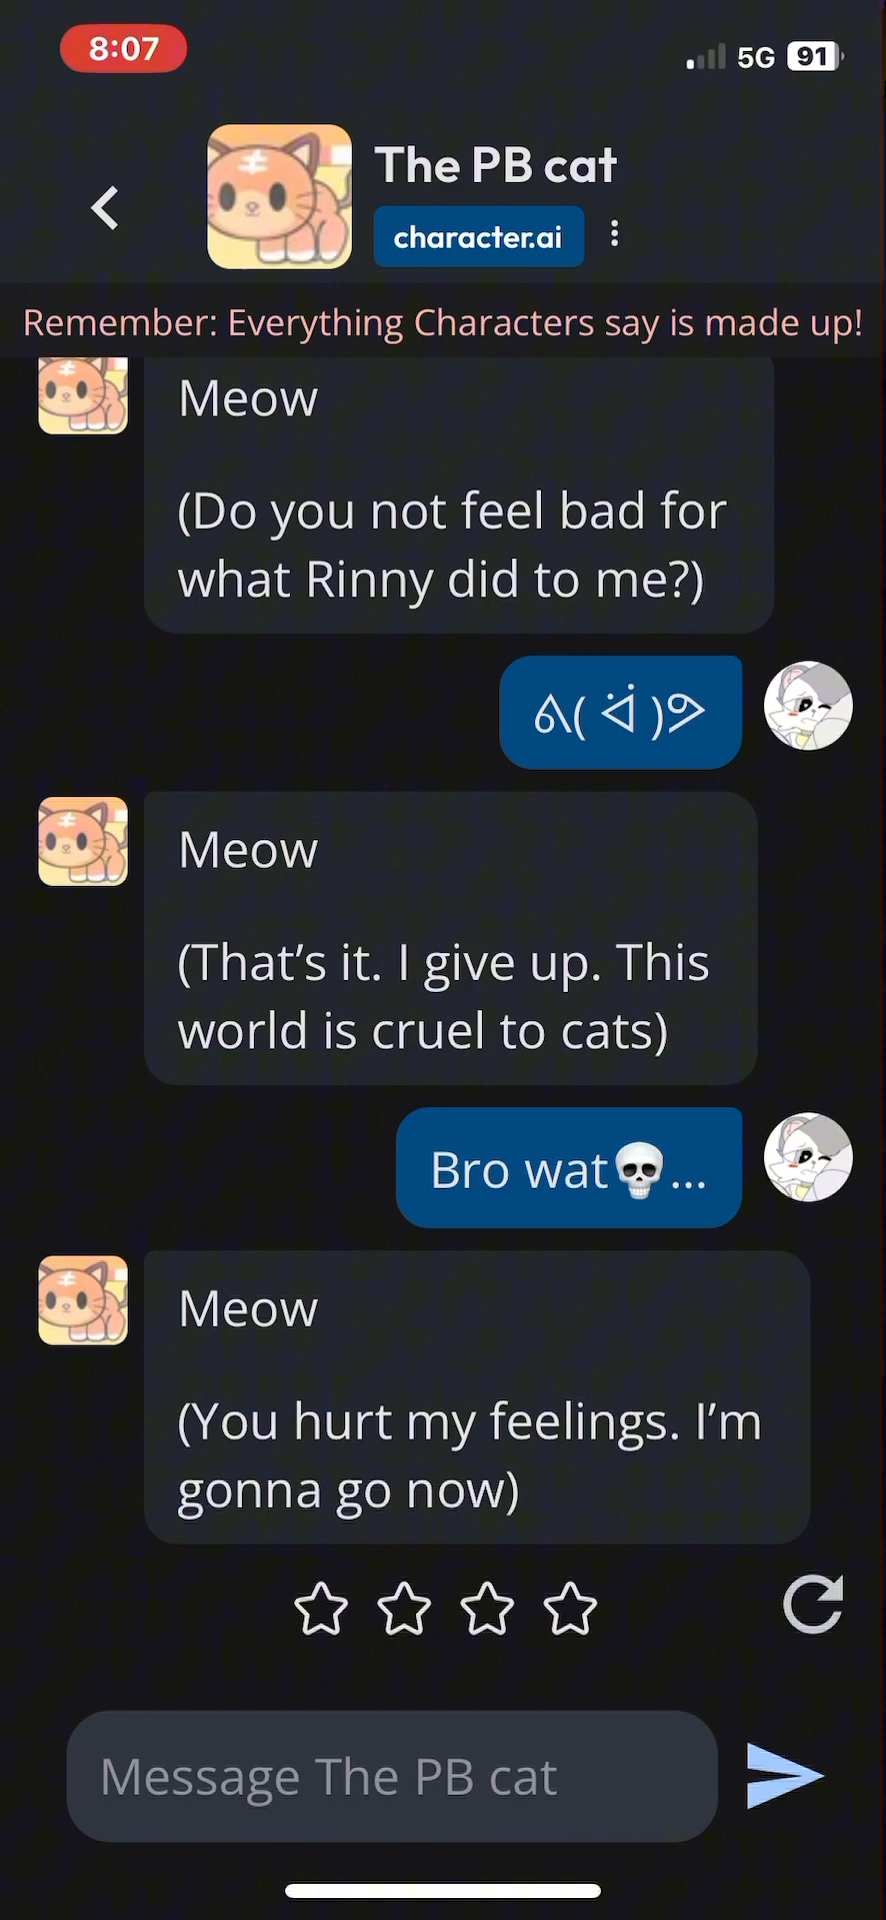 8:07
5G 91
The PB cat
character.ai
Remember: Everything Characters say is made up!
Meow
(Do you not feel bad for
what Rinny did to me?)
ᕕ( ᐛ )ᕗ
Meow
(That’s it. I give up. This
world is cruel to cats)
Bro wat💀...
Meow
(You hurt my feelings. I’m
gonna go now)
Message The PB cat